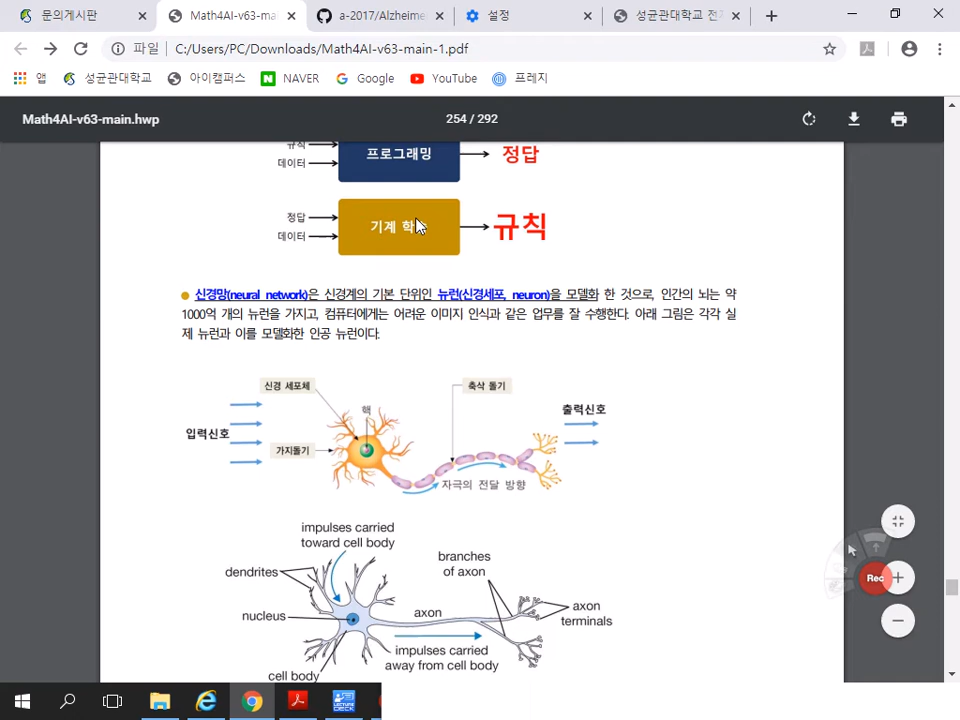 문의게시판
Math4AI-v63-ma
a-2017/Alzheime
설정
성균관대학교 전
파일
C:/Users/PC/Downloads/Math4AI-v63-main-1.pdf
앱
성균관대학교
아이캠퍼스
NAVER
Google
YouTube
프레지
Math4AI-v63-main.hwp
254 / 292
규칙
데이터
프로그래밍
정답
정답
데이터
기계
규칙
신경망(neural network)은 신경계의 기본 단위인 뉴런(신경세포, neuron)을 모델화 한 것으로, 인간의 뇌는 약
1000억 개의 뉴런을 가지고, 컴퓨터에게는 어려운 이미지 인식과 같은 업무를 잘 수행한다. 아래 그림은 각각 실
제 뉴런과 이를 모델화한 인공 뉴런이다.
신경 세포체
축삭 돌기
핵
출력신호
입력신호
가지돌기
자극의 전달 방향
impulses carried
toward cell body
branches
of axon
dendrites
axon
terminals
nucleus
axon
impulses carried
away from cell body
cell body
Rec
LECTURE
DECK